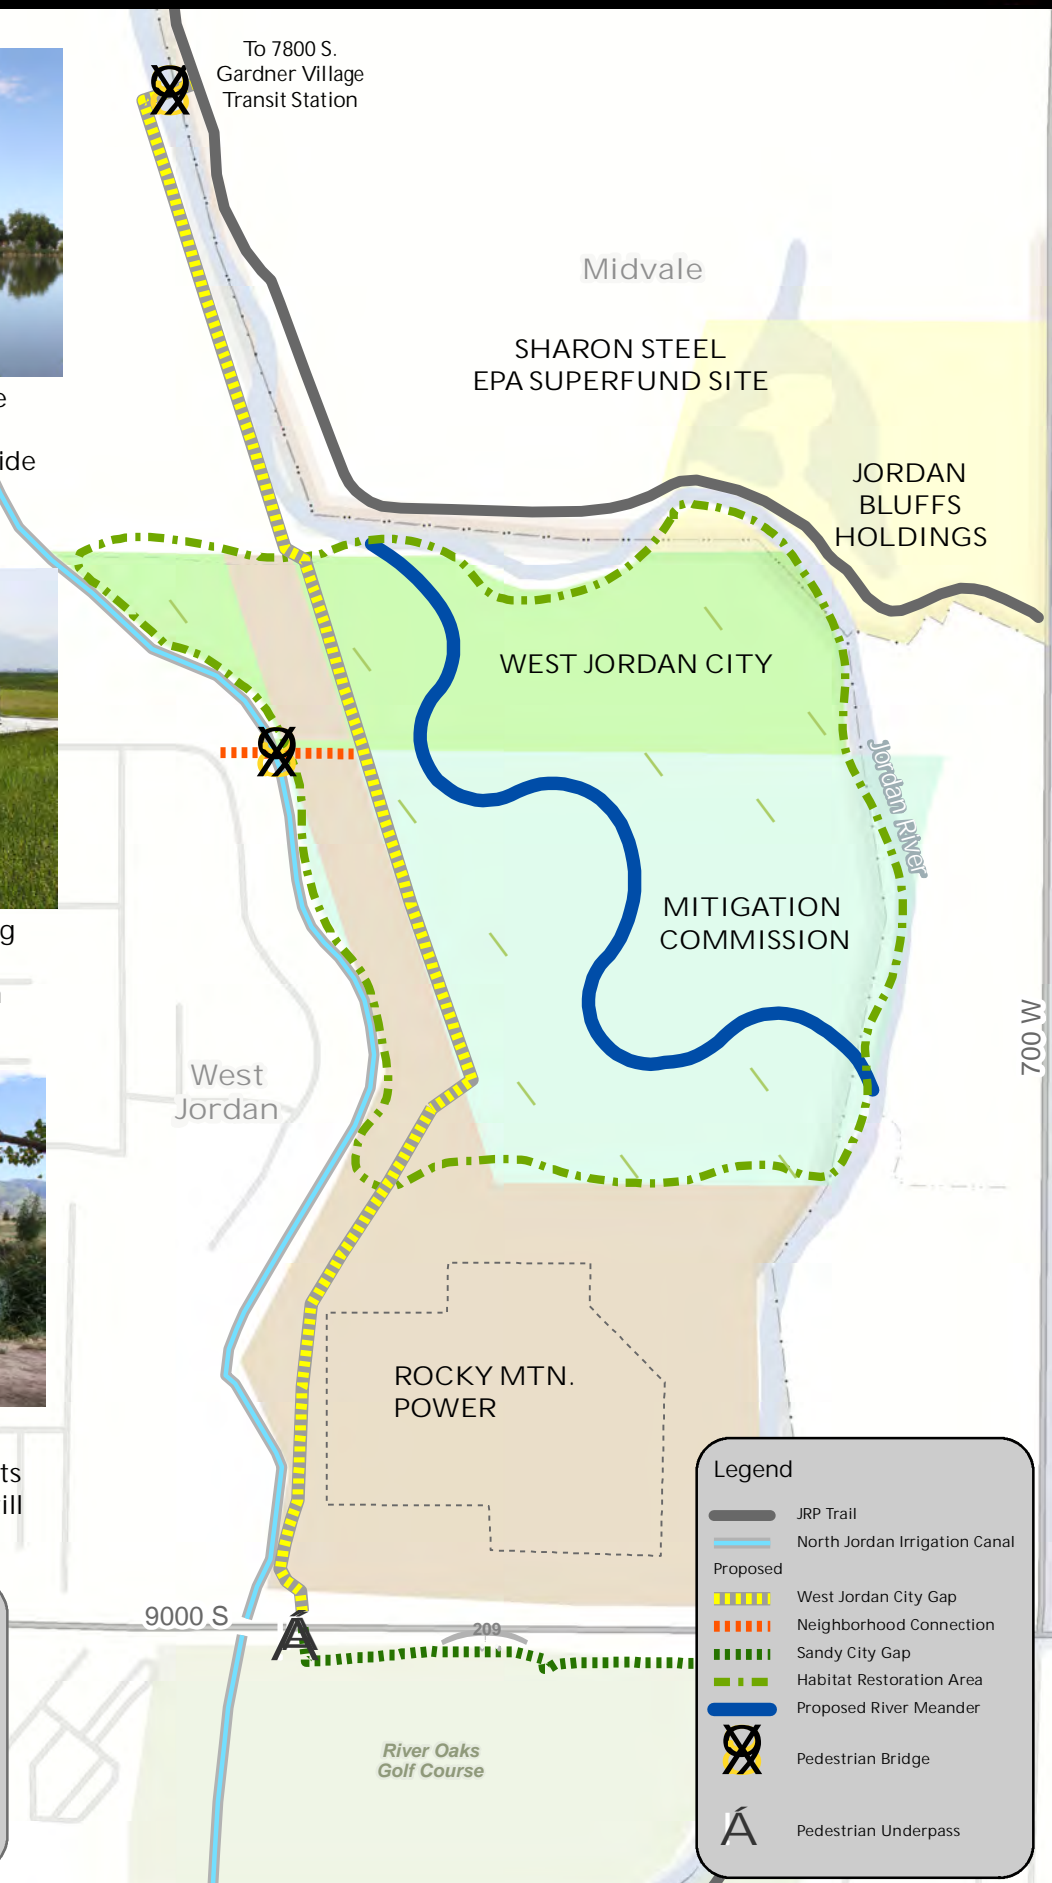 To 7800 S.
Gardner Village
Transit Station
Midvale
SHARON STEEL
EPA SUPERFUND SITE
JORDAN
BLUFFS
HOLDINGS
e
ide
WEST JORDAN CITY
Jordan River
MITIGATION
COMMISSION
g
700 W
West
Jordan
ROCKY MTN.
POWER
ts
ill
9000 S
209
River Oaks
Golf Course
Legend
JRP Trail
North Jordan Irrigation Canal
Proposed
West Jordan City Gap
Neighborhood Connection
Sandy City Gap
Habitat Restoration Area
Proposed River Meander
Pedestrian Bridge
Á Pedestrian Underpass